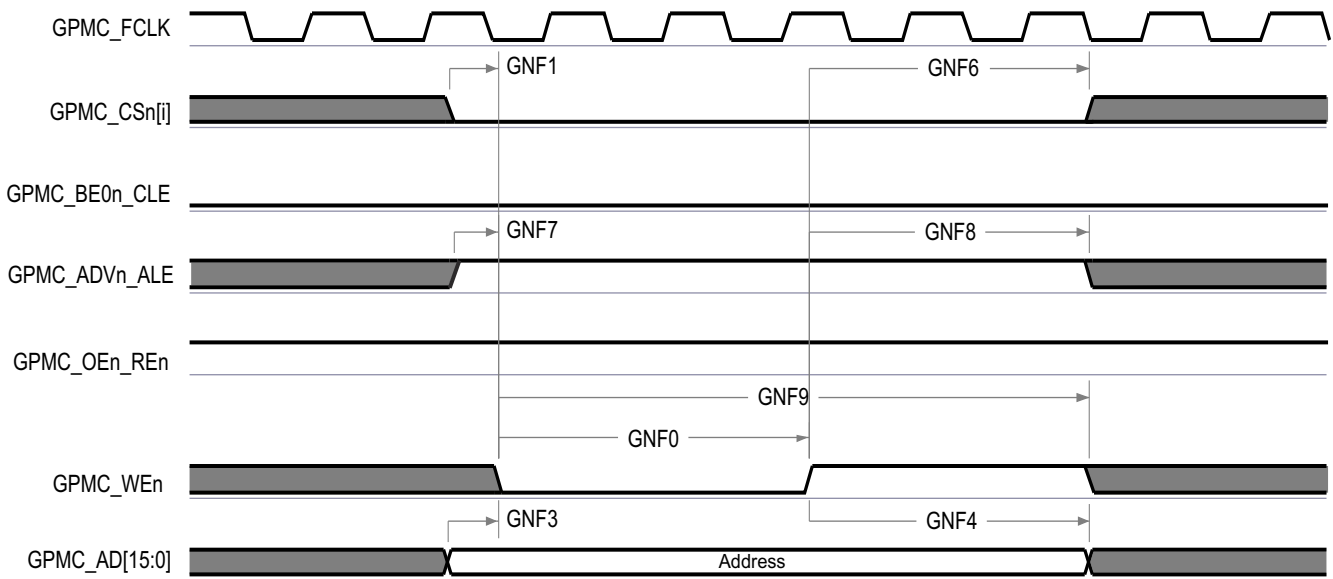 GPMC_FCLK
GNF1
GNF6
GPMC_CSn[i]
GPMC_BE0n_CLE
GNF7
GNF8
GPMC_ADVn_ALE
GPMC_OEn_REn
GNF9
GNF0
GPMC_WEn
GNF3
GNF4
GPMC_AD[15:0]
Address